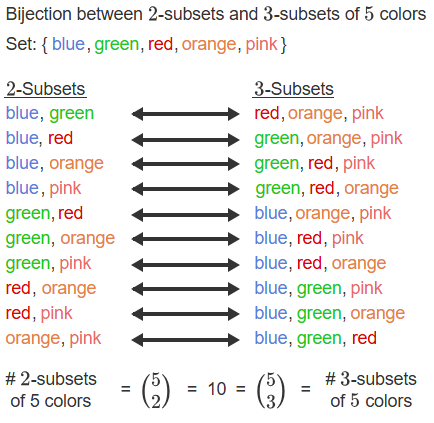 Bijection between 2-subsets and 3-subsets of 5 colors
Set: { blue, green, red, orange, pink }
2-Subsets 3-Subsets
blue, green red, orange, pink
blue, red green, orange, pink
blue, orange green, red, pink
blue, pink green, red, orange
green, red blue, orange, pink
green, orange blue, red, pink
green, pink blue, red, orange
red, orange blue, green, pink
red, pink blue, green, orange
orange, pink blue, green, red
# 2-subsets of 5 colors = (5 2) = 10 = (5 3) = # 3-subsets of 5 colors